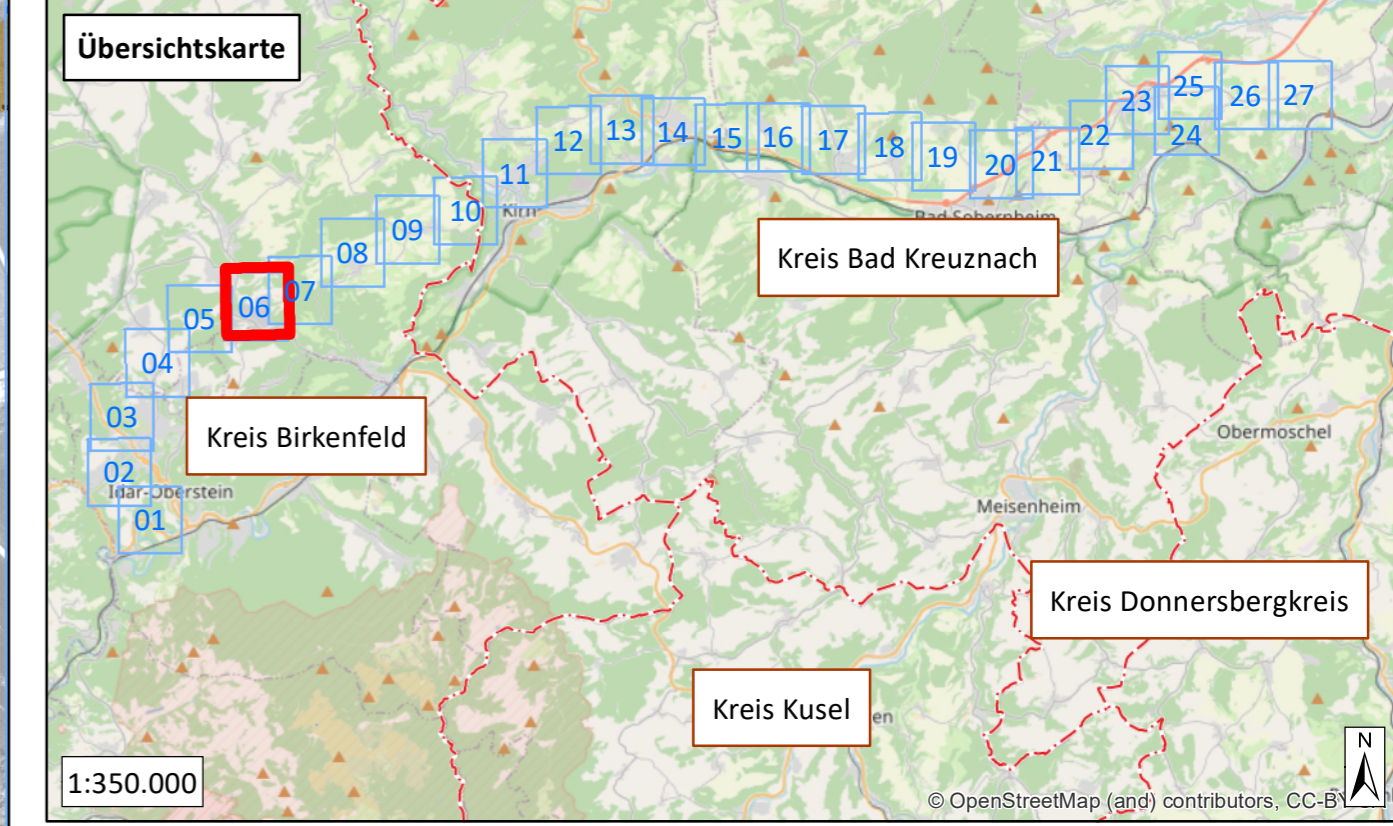 Übersichtskarte
25
27
26
23
13
12
14
15
16
17
22
24
18
19
21
20
11
10
Kirn
Bad Sobernheim
09
08
Kreis Bad Kreuznach
07
06
05
04
03
Kreis Birkenfeld
Obermoschel
02
Idar-Oberstein
01
Meisenheim
Kreis Donnersbergkreis
Kreis Kusel
en
1:350.000
N
© OpenStreetMap (and) contributors, CC-BY